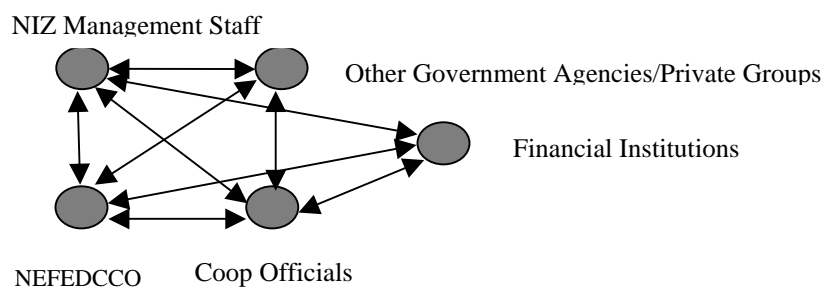 NIZ Management Staff
Other Government Agencies/Private Groups
Financial Institutions
NEFEDCCO
Coop Officials